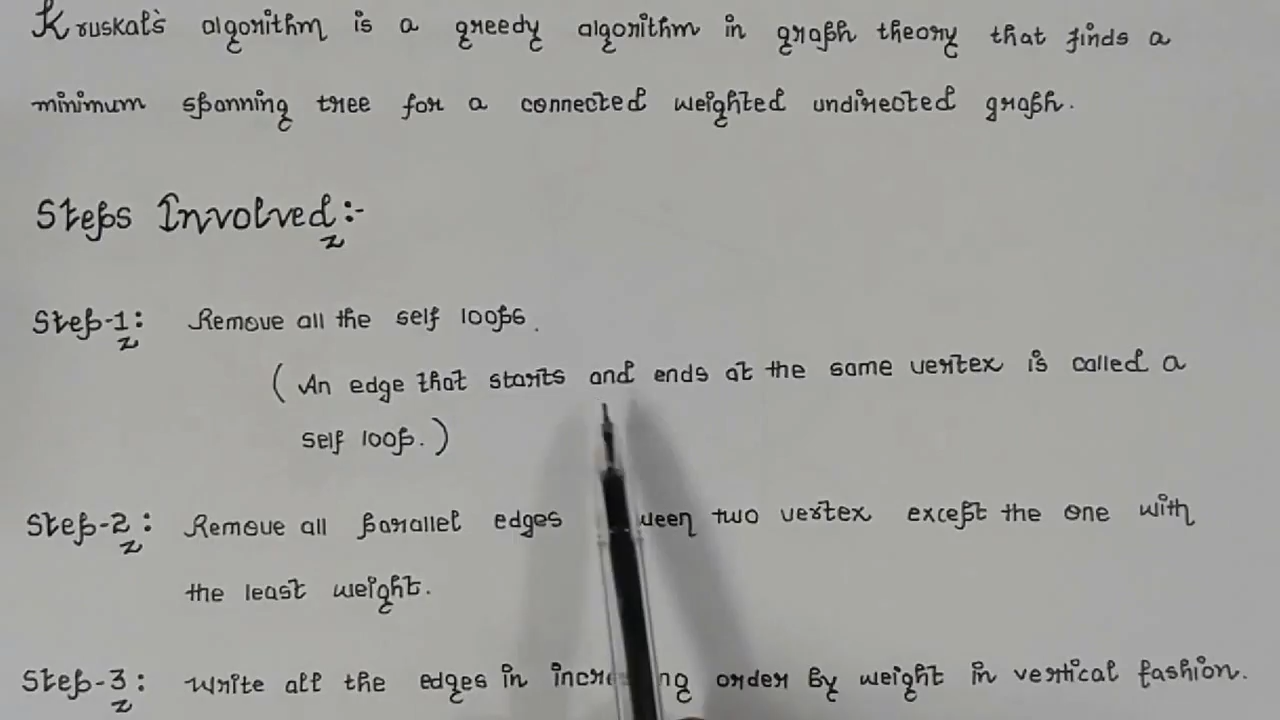 Kruskal's algorithm is a greedy algorithm in graph theory that finds a
minimum spanning tree for a connected weighted undirected graph.
Steps Involved:-
Step-1: Remove all the self loops.
(An edge that starts and ends at the same vertex is called a
self loop.)
Step-2: Remove all parallel edges two vertex except the one with
the least weight.
Step-3: Write all the edges in order by weight in vertical fashion.